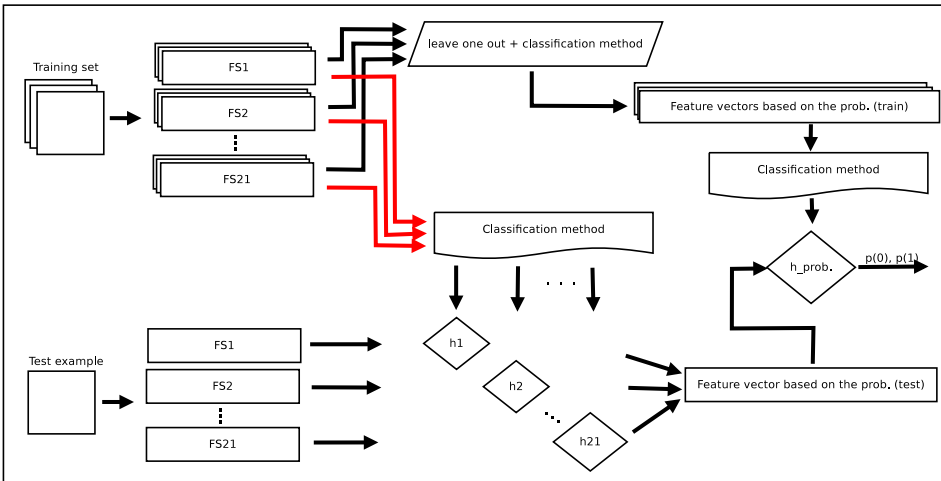 Training set
FS1
FS2
FS21
leave one out + classification method
Feature vectors based on the prob. (train)
Classification method
Classification method
h_prob.
p(0), p(1)
. . .
h1
h2
h21
Test example
FS1
FS2
FS21
Feature vector based on the prob. (test)